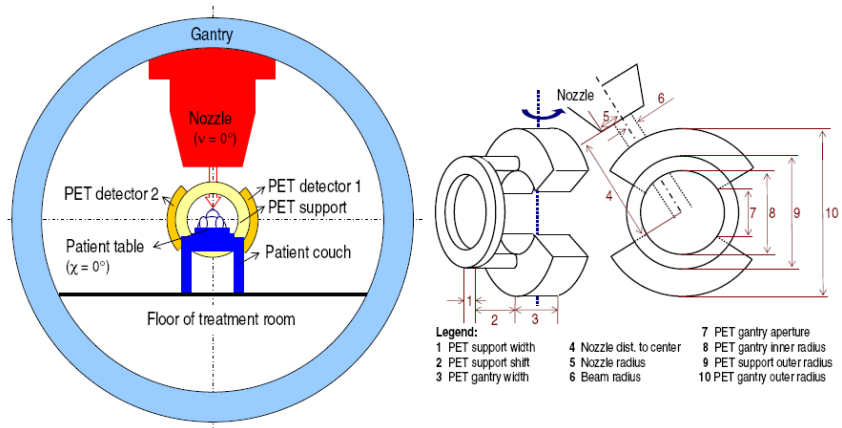 Gantry
Nozzle
(ν = 0°)
PET detector 2
PET detector 1
PET support
Patient table
(χ = 0°)
Patient couch
Floor of treatment room
Nozzle
6
5
4
7
8
9
10
1
2
3
Legend:
1 PET support width
2 PET support shift
3 PET gantry width
4 Nozzle dist. to center
5 Nozzle radius
6 Beam radius
7 PET gantry aperture
8 PET gantry inner radius
9 PET support outer radius
10 PET gantry outer radius